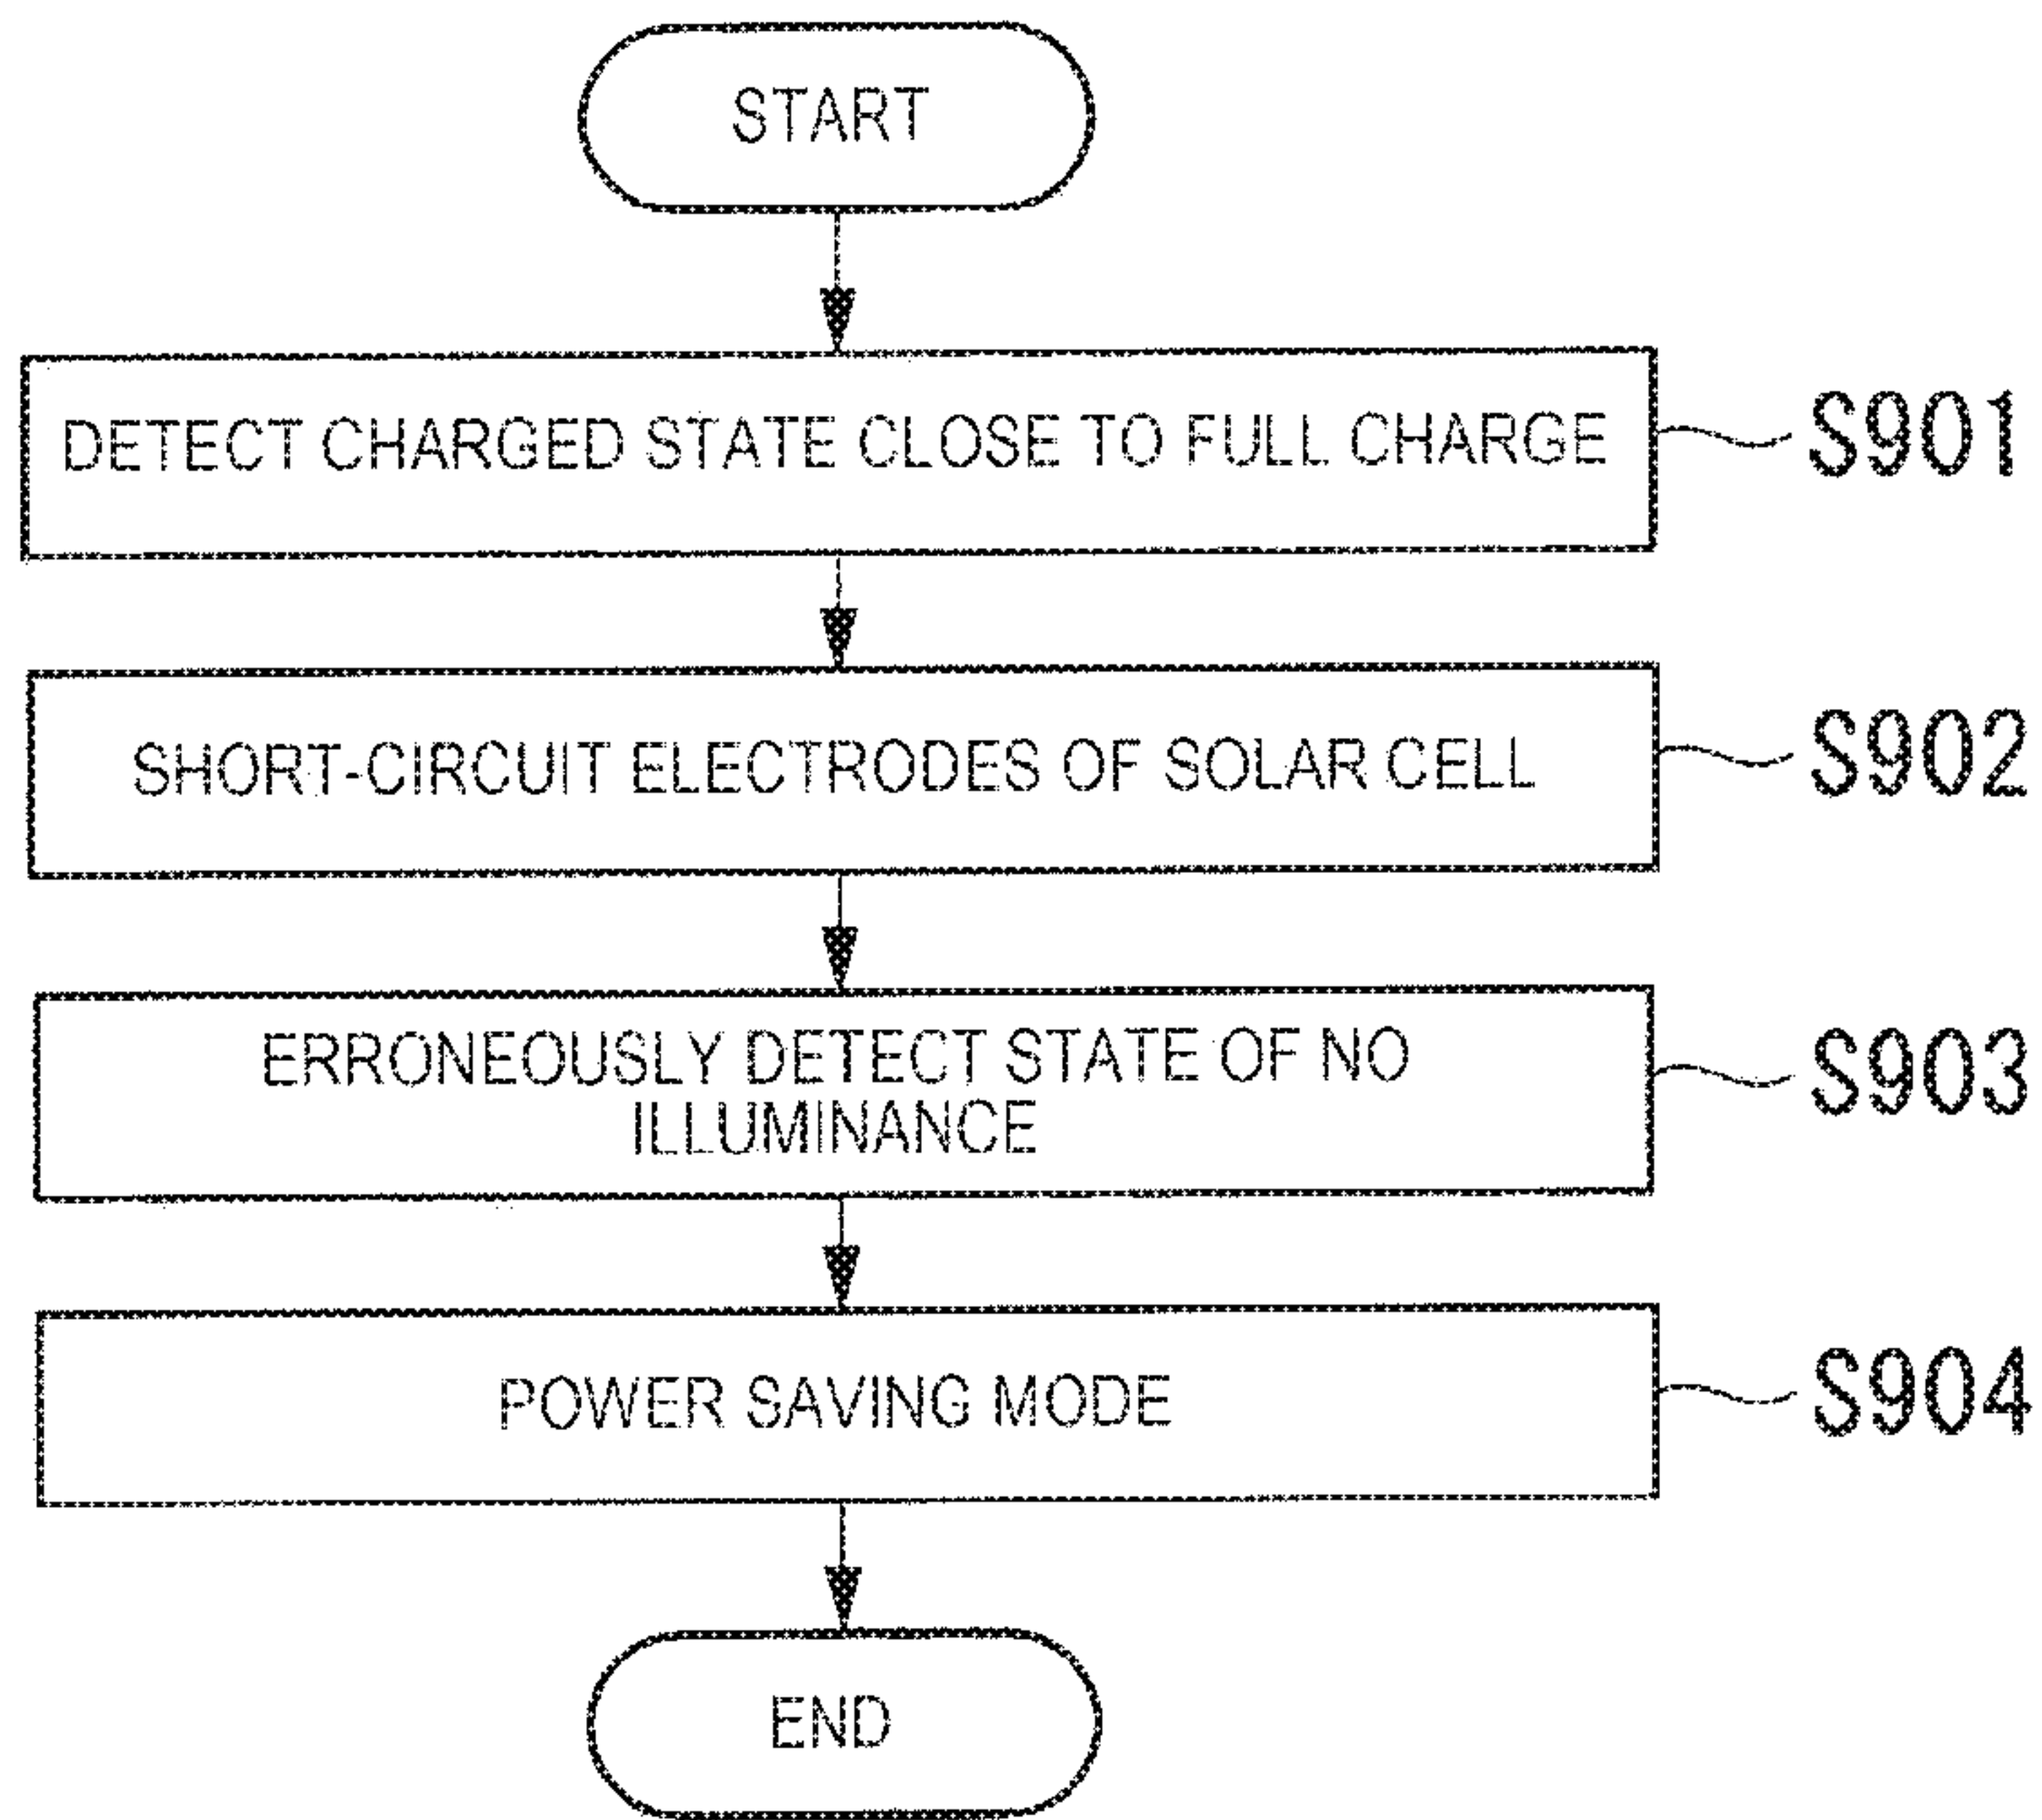 START
DETECT CHARGED STATE CLOSE TO FULL CHARGE
S901
SHORT-CIRCUIT ELECTRODES OF SOLAR CELL
S902
ERRONEOUSLY DETECT STATE OF NO
ILLUMINANCE
S903
POWER SAVING MODE
S904
END